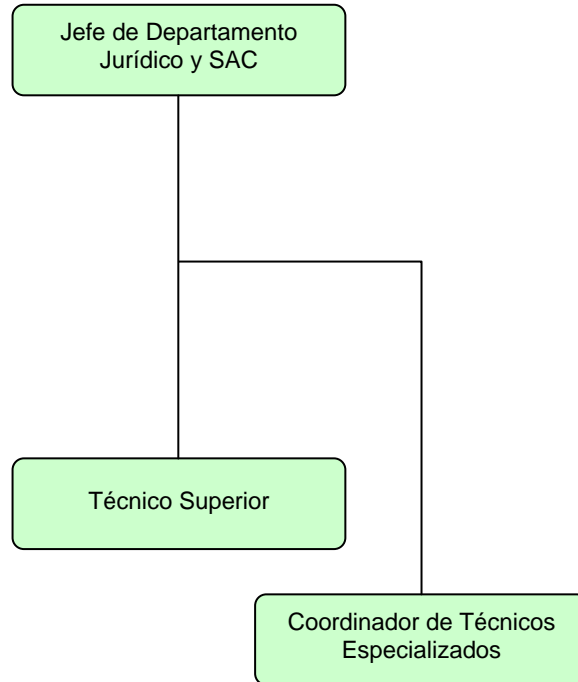 Jefe de Departamento
Jurídico y SAC
Técnico Superior
Coordinador de Técnicos
Especializados